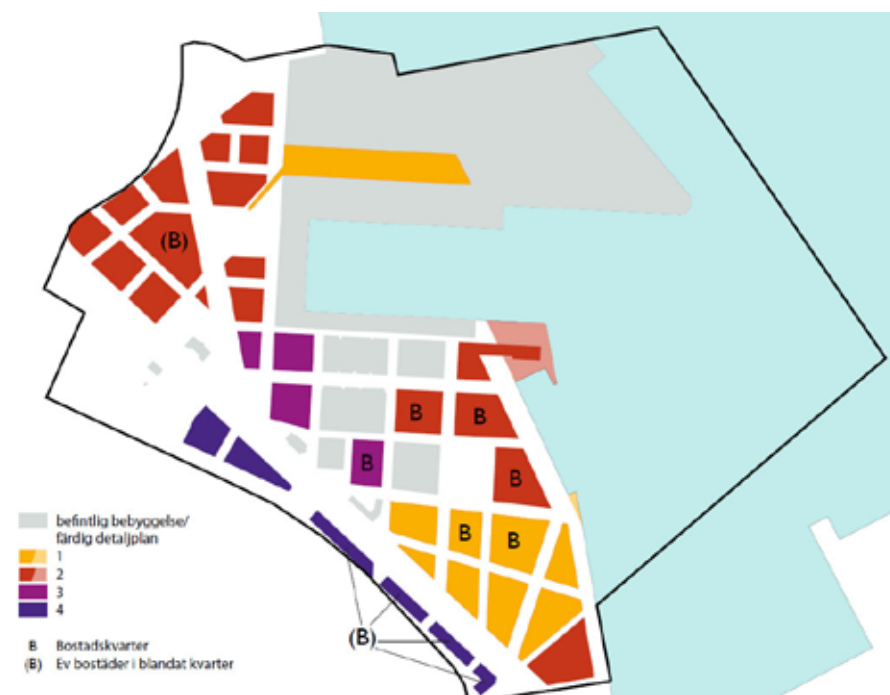 (B)
B
B
B
B
B
B
(B)
befintlig bebyggelse/
färdig detaljplan
1
2
3
4
B Bostadskvarter
(B) Ev bostäder i blandat kvarter